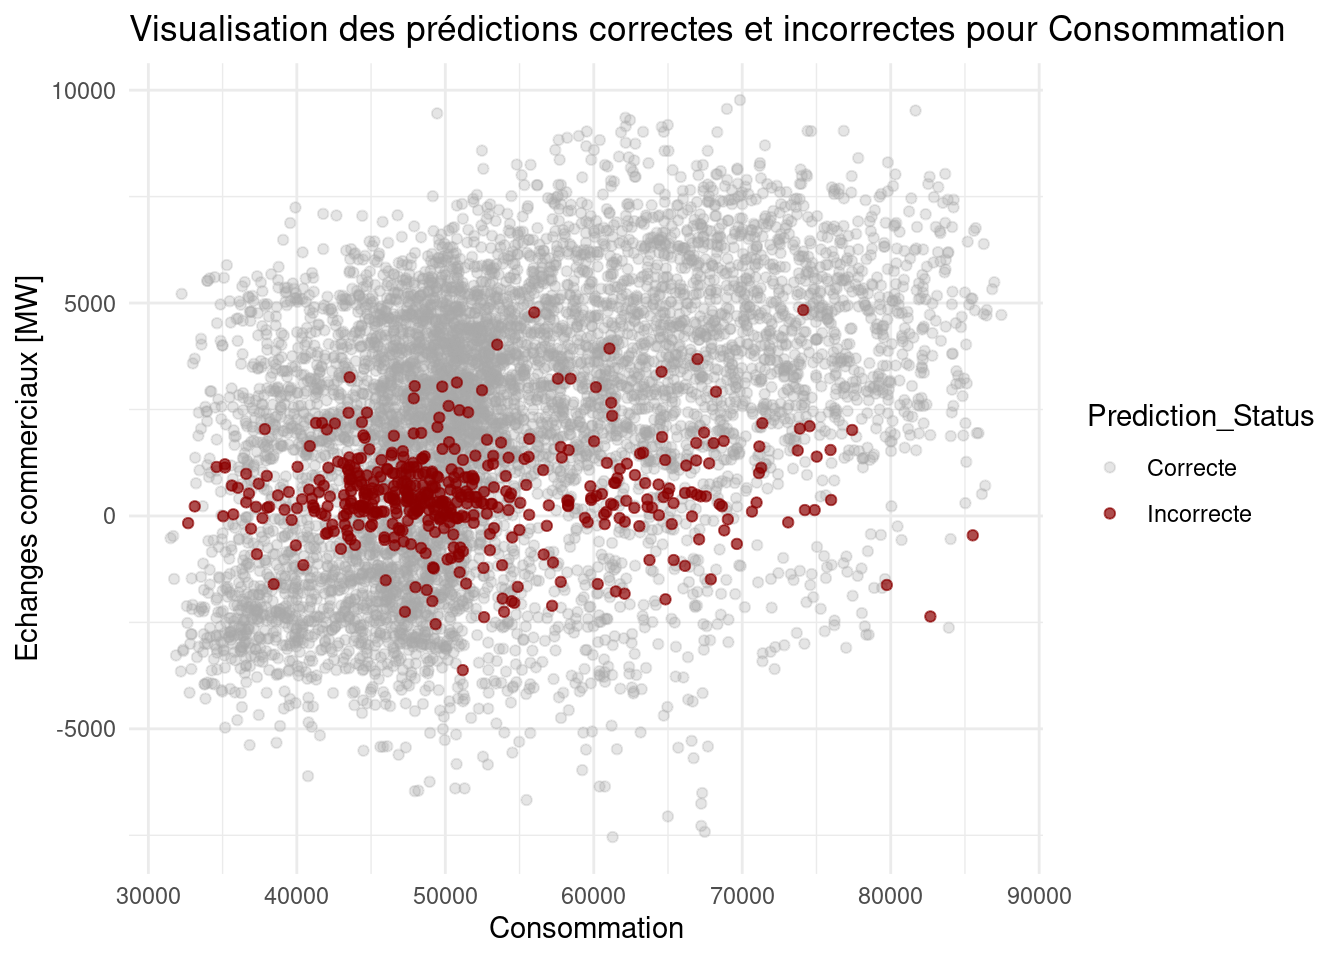 Visualisation des prédictions correctes et incorrectes pour Consommation
10000
5000
0
-5000
Echanges commerciaux [MW]
30000 40000 50000 60000 70000 80000 90000
Consommation
Prediction_Status
Correcte
Incorrecte